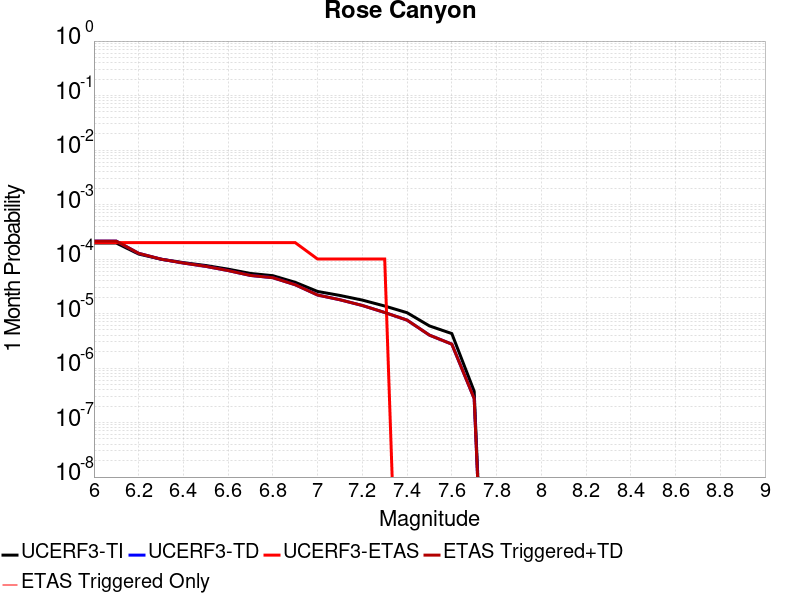 Rose Canyon
10^0
10^-1
10^-2
10^-3
10^-4
10^-5
10^-6
10^-7
10^-8
1 Month Probability
6 6.2 6.4 6.6 6.8 7 7.2 7.4 7.6 7.8 8 8.2 8.4 8.6 8.8 9
Magnitude
UCERF3-TI UCERF3-TD UCERF3-ETAS ETAS Triggered+TD
ETAS Triggered Only